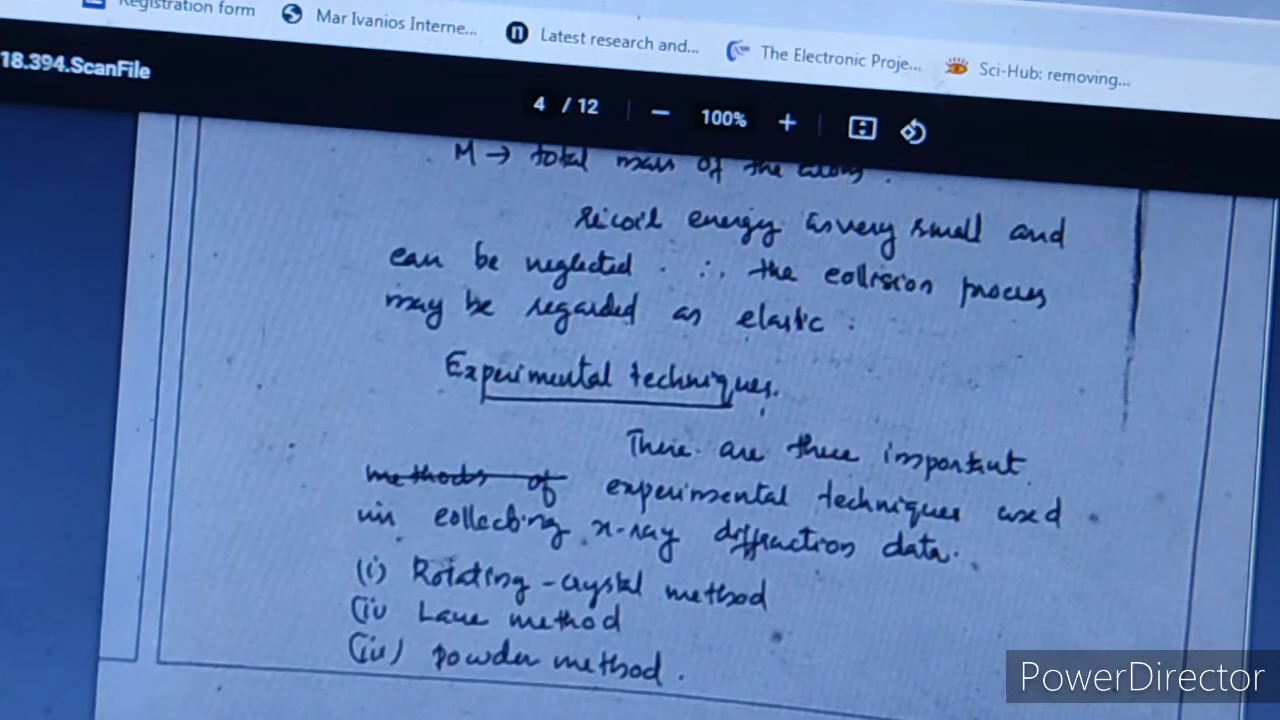 Registration form
Mar Ivanios Interne...
Latest research and...
The Electronic Proje...
Sci-Hub: removing...
18.394.ScanFile
4 / 12
100%
M → total mass of the atom.
Recoil energy is very small and
can be neglected. ∴ the collision process
may be regarded as elastic.
Experimental techniques.
There are three important
methods of experimental techniques used
in collecting x-ray diffraction data.
(i) Rotating-crystal method
(ii) Laue method
(iii) powder method.
PowerDirector